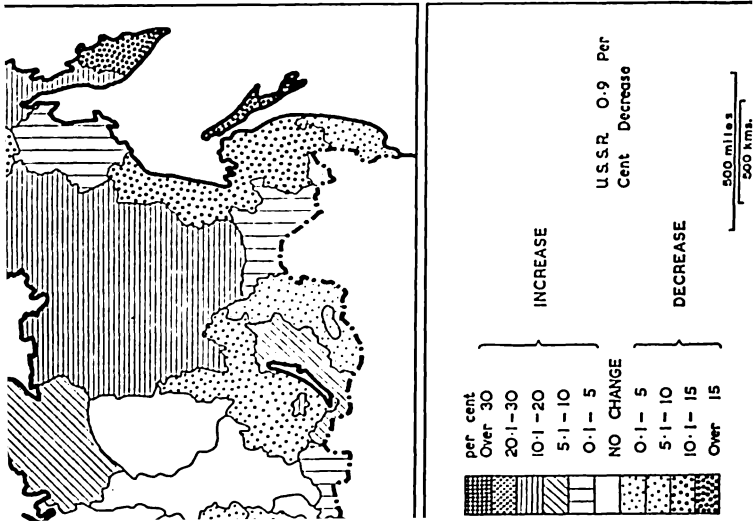 U.S.S.R. 0·9 Per
Cent Decrease
per cent
Over 30
20·1-30
10·1-20
5·1-10
0·1- 5
INCREASE
NO CHANGE
0·1- 5
5·1-10
10·1-15
Over 15
DECREASE
500 miles
500 kms.